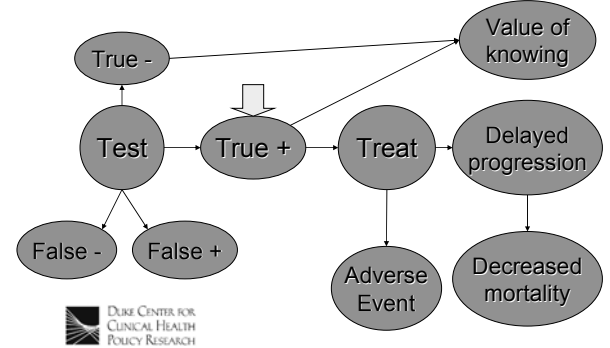 Value of
knowing
True -
Test
True +
Treat
Delayed
progression
False -
False +
Adverse
Event
Decreased
mortality
DUKE CENTER FOR
CLINICAL HEALTH
POLICY RESEARCH